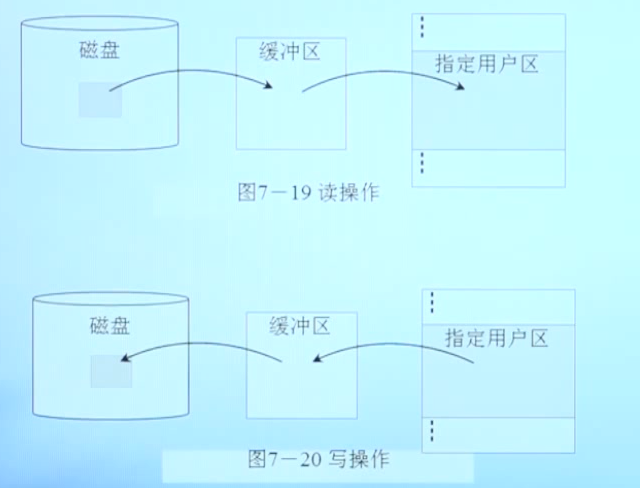 磁盘
缓冲区
指定用户区
图7－19 读操作
磁盘
缓冲区
指定用户区
图7－20 写操作